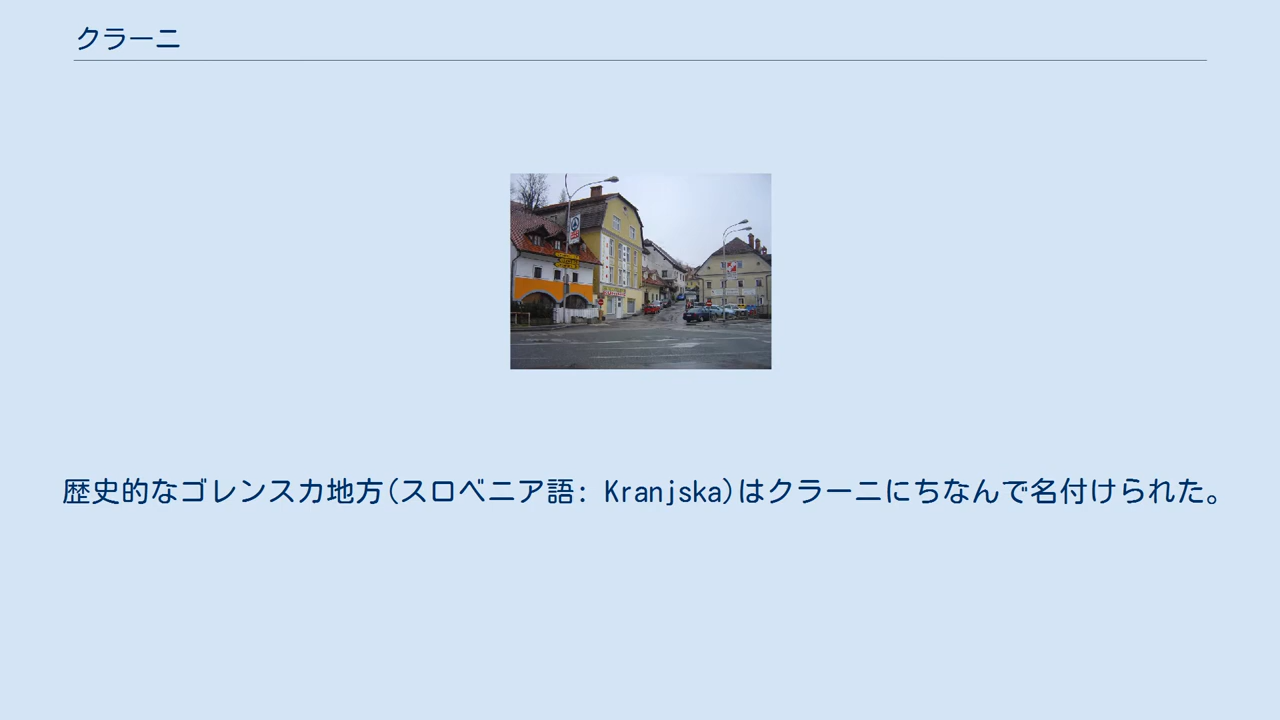 クラーニ
歴史的なゴレンスカ地方(スロベニア語: Kranjska)はクラーニにちなんで名付けられた。